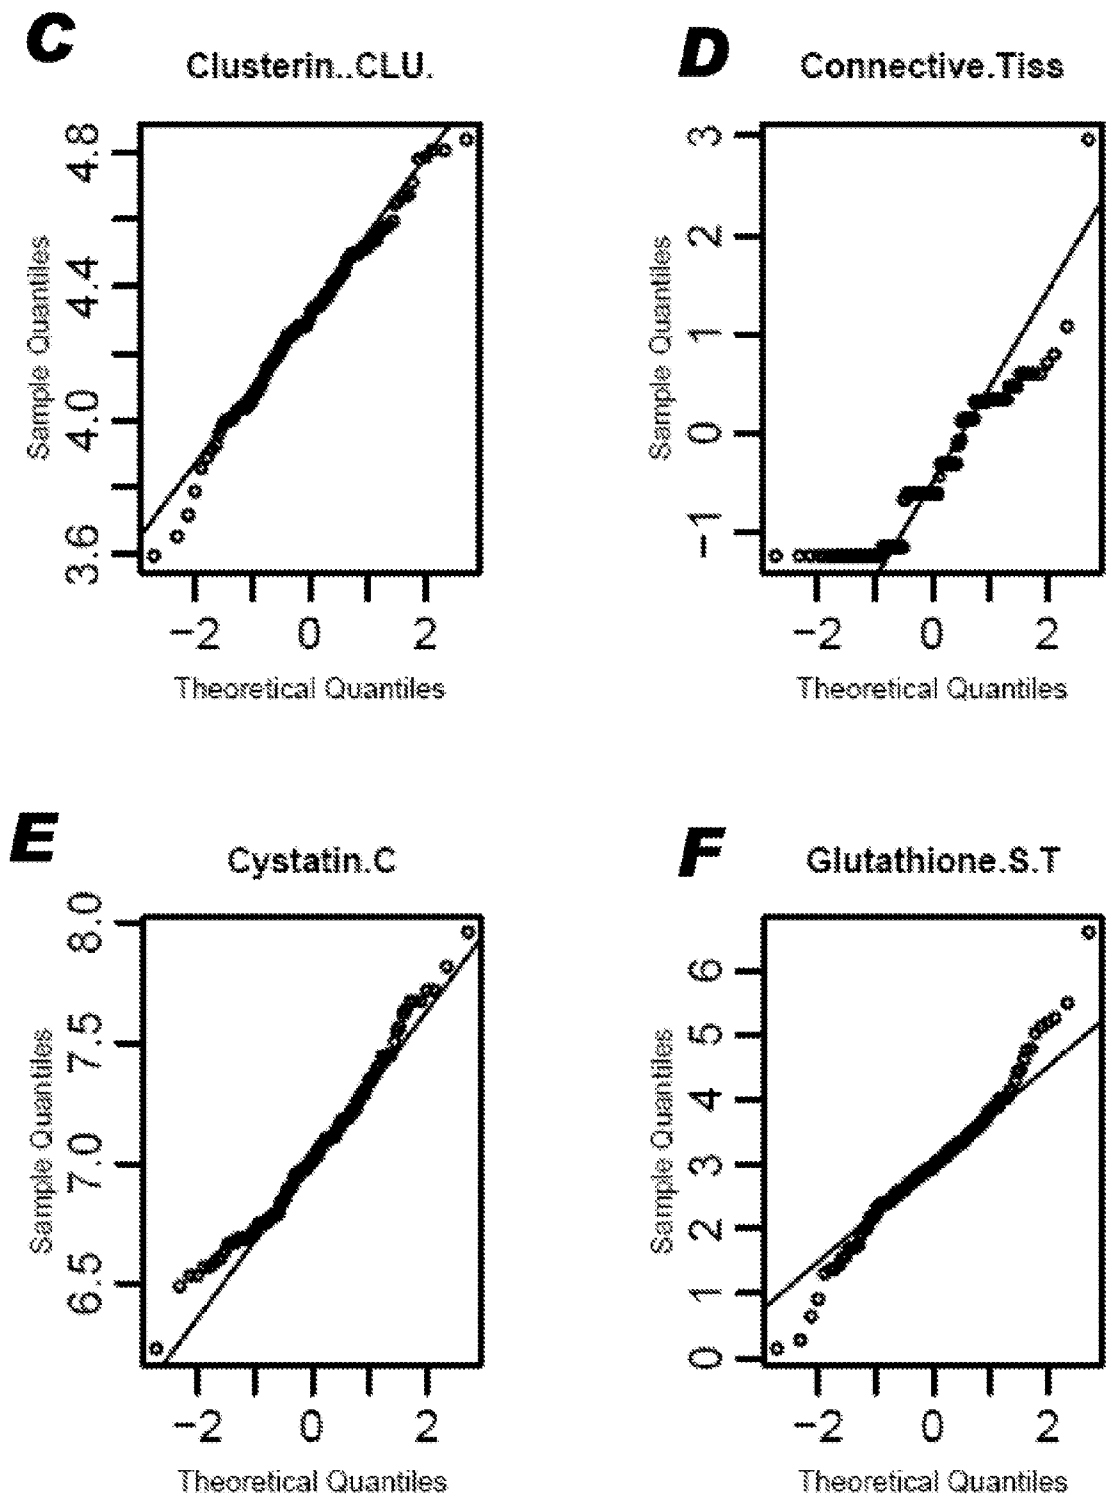 C
Clusterin..CLU.
Sample Quantiles
3.6 4.0 4.4 4.8
−2 0 2
Theoretical Quantiles
D
Connective.Tiss
Sample Quantiles
−1 0 1 2 3
−2 0 2
Theoretical Quantiles
E
Cystatin.C
Sample Quantiles
6.5 7.0 7.5 8.0
−2 0 2
Theoretical Quantiles
F
Glutathione.S.T
Sample Quantiles
0 1 2 3 4 5 6
−2 0 2
Theoretical Quantiles